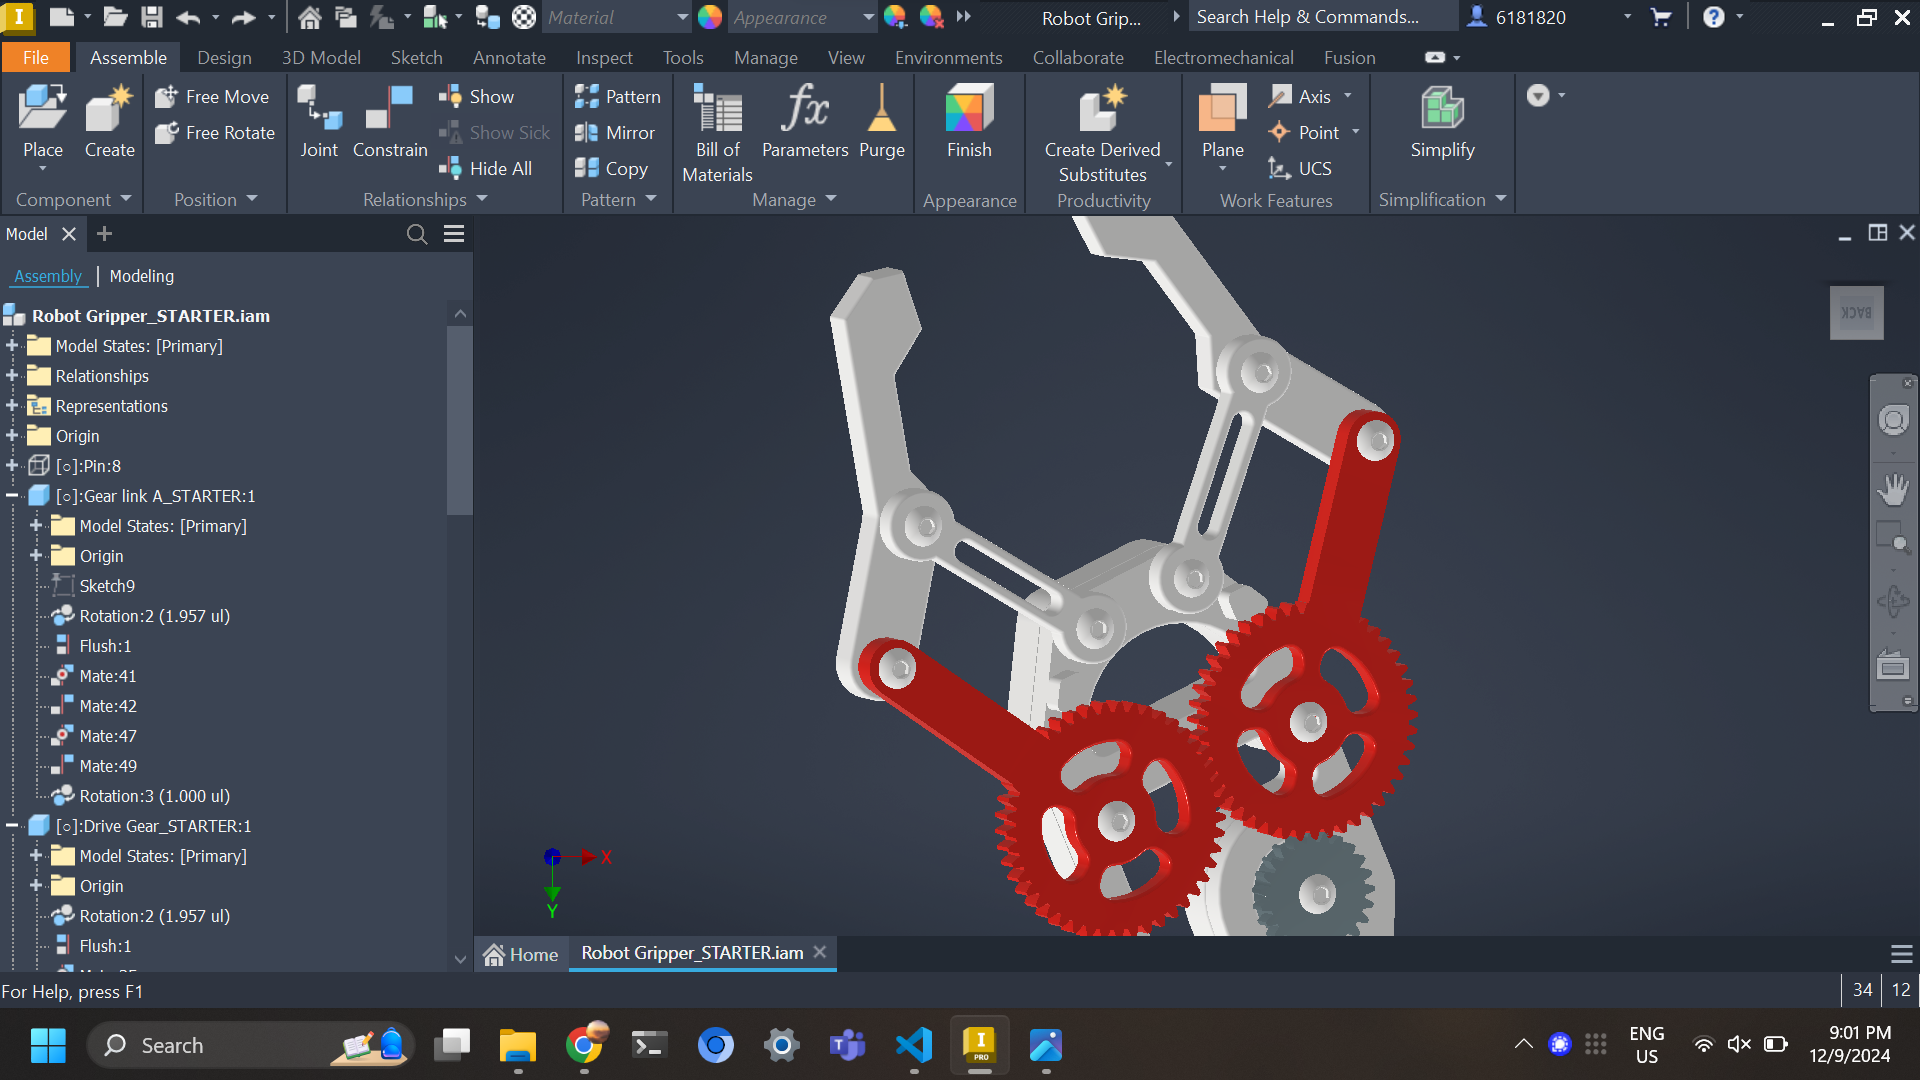 I
Material
Appearance
Robot Grip...
Search Help & Commands...
6181820
?
File
Assemble
Design
3D Model
Sketch
Annotate
Inspect
Tools
Manage
View
Environments
Collaborate
Electromechanical
Fusion
Place
Create
Free Move
Free Rotate
Joint
Constrain
Show
Show Sick
Hide All
Pattern
Mirror
Copy
Bill of
Materials
fx
Parameters
Purge
Finish
Create Derived
Substitutes
Plane
Axis
Point
UCS
Simplify
Component
Position
Relationships
Pattern
Manage
Appearance
Productivity
Work Features
Simplification
Model
Assembly
Modeling
Robot Gripper_STARTER.iam
Model States: [Primary]
Relationships
Representations
Origin
[○]:Pin:8
[○]:Gear link A_STARTER:1
Model States: [Primary]
Origin
Sketch9
Rotation:2 (1.957 ul)
Flush:1
Mate:41
Mate:42
Mate:47
Mate:49
Rotation:3 (1.000 ul)
[○]:Drive Gear_STARTER:1
Model States: [Primary]
Origin
Rotation:2 (1.957 ul)
Flush:1
BACK
X
Y
Home
Robot Gripper_STARTER.iam
For Help, press F1
34
12
Search
I
PRO
ENG
US
9:01 PM
12/9/2024